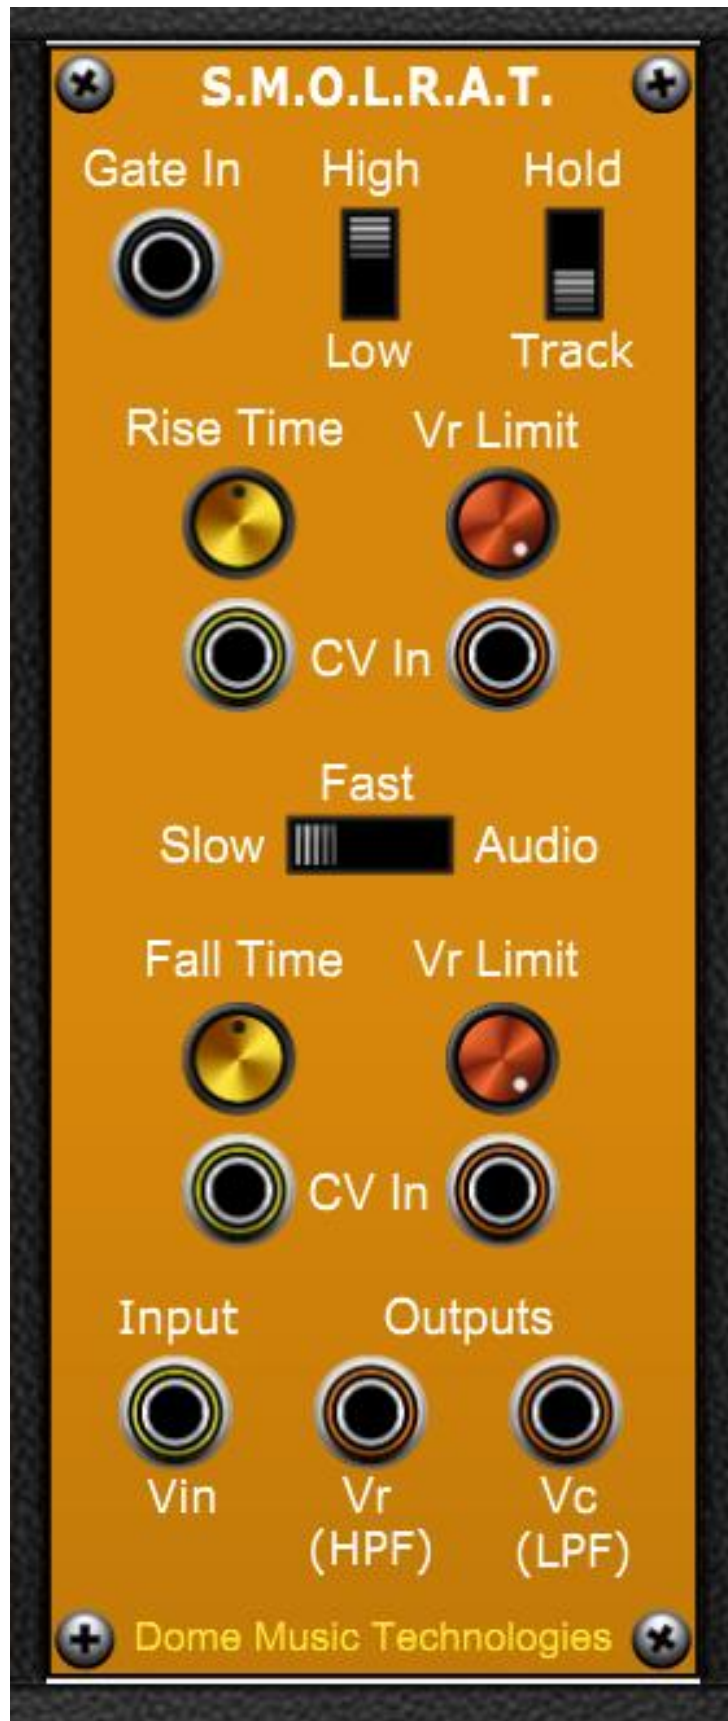 S.M.O.L.R.A.T.
Gate In
High
Hold
Low
Track
Rise Time
Vr Limit
CV In
Fast
Slow
Audio
Fall Time
Vr Limit
CV In
Input
Outputs
Vin
Vr
(HPF)
Vc
(LPF)
Dome Music Technologies